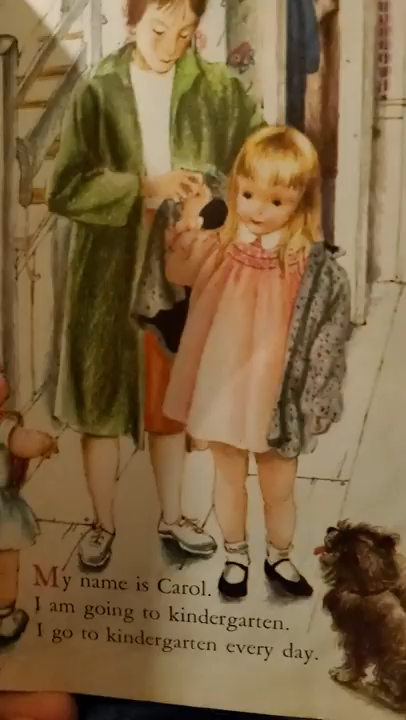 My name is Carol.
I am going to kindergarten.
I go to kindergarten every day.